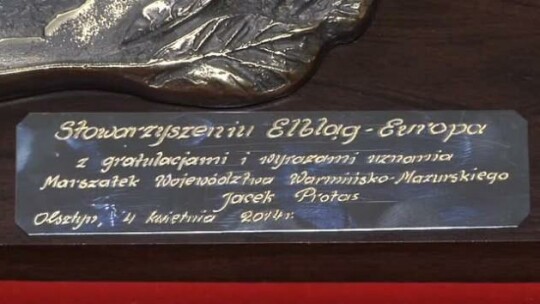 Stowarzyszeniu Elbląg-Europa
z gratulacjami i wyrazami uznania
Marszałek Województwa Warmińsko-Mazurskiego
Jacek Protas
Olsztyn, 4 kwietnia 2014r.